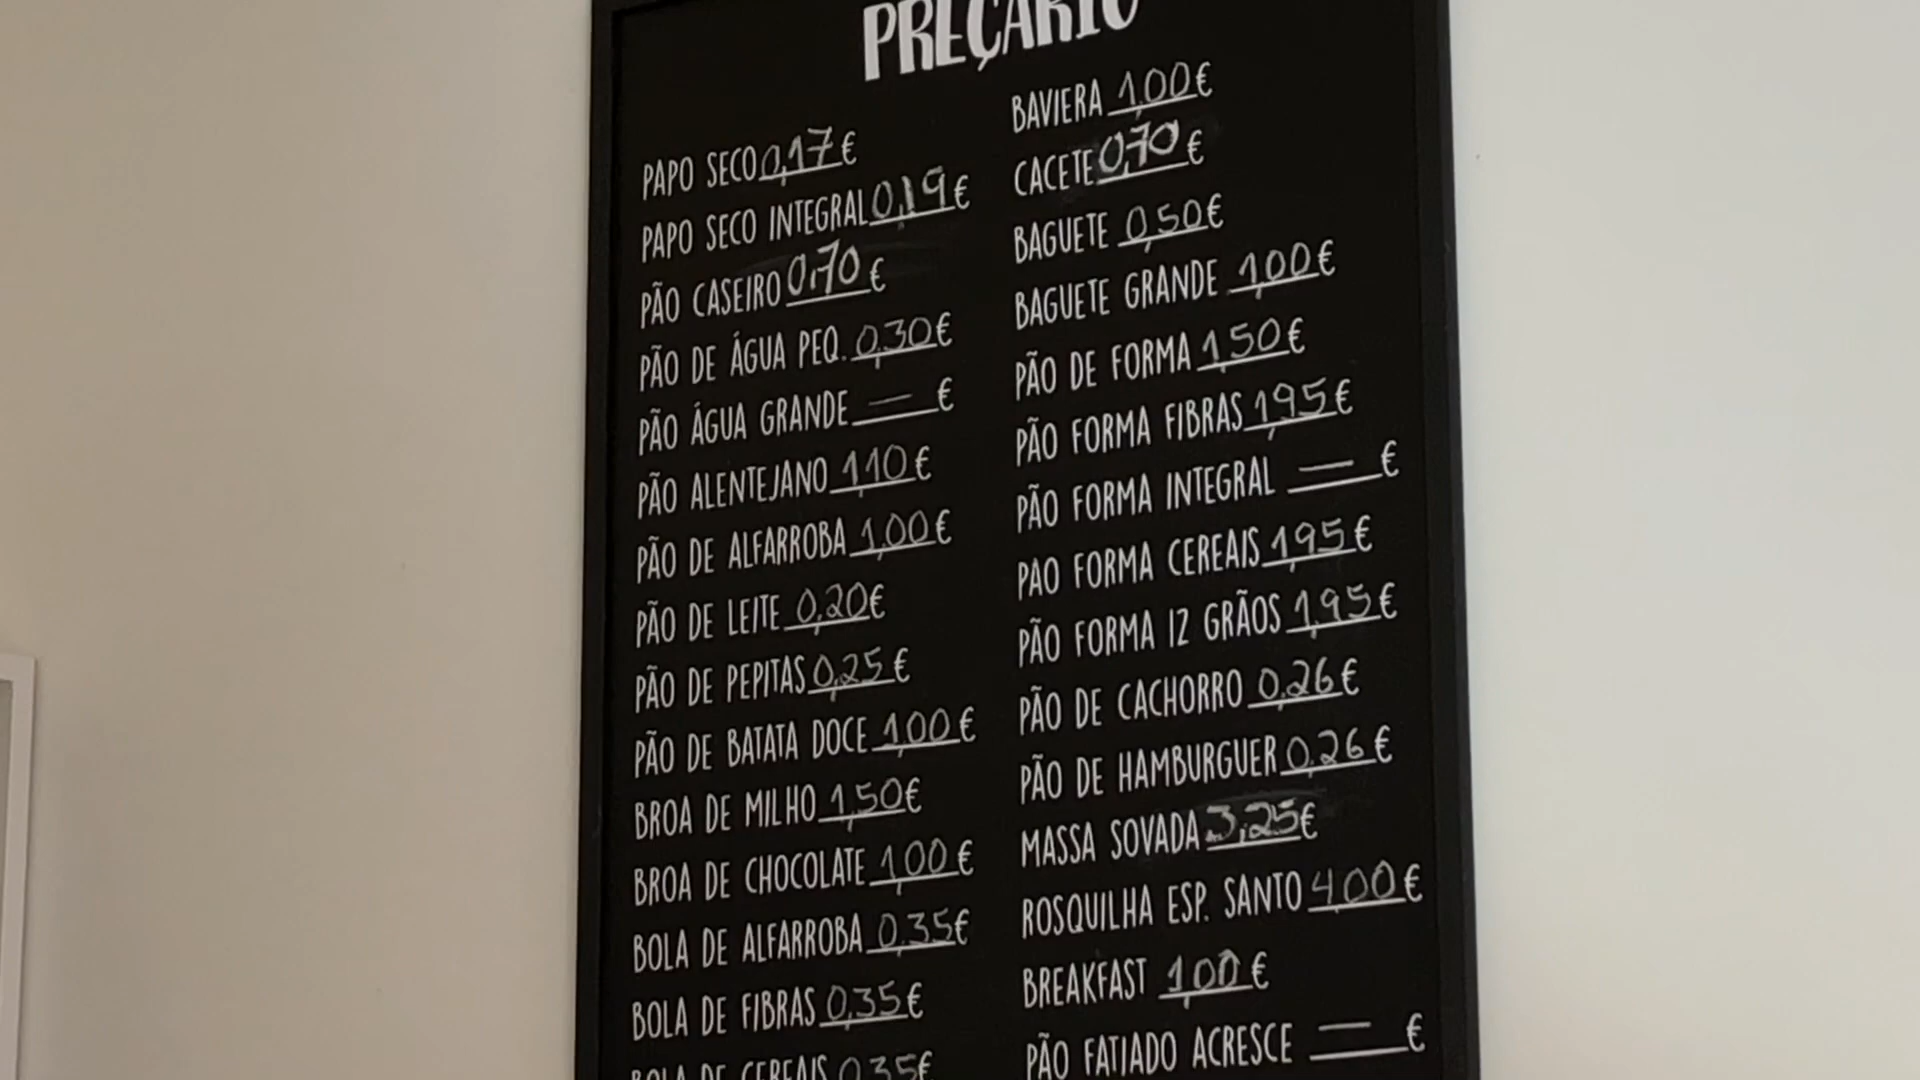 PREÇÁRIO
PAPO SECO 0,17 €
PAPO SECO INTEGRAL 0,19 €
PÃO CASEIRO 0,70 €
PÃO DE ÁGUA PEQ. 0,30 €
PÃO ÁGUA GRANDE — €
PÃO ALENTEJANO 1,10 €
PÃO DE ALFARROBA 1,00 €
PÃO DE LEITE 0,20 €
PÃO DE PEPITAS 0,25 €
PÃO DE BATATA DOCE 1,00 €
BROA DE MILHO 1,50 €
BROA DE CHOCOLATE 1,00 €
BOLA DE ALFARROBA 0,35 €
BOLA DE FIBRAS 0,35 €
BOLA DE CEREAIS 0,35 €
BAVIERA 1,00 €
CACETE 0,70 €
BAGUETE 0,50 €
BAGUETE GRANDE 1,00 €
PÃO DE FORMA 1,50 €
PÃO FORMA FIBRAS 1,95 €
PÃO FORMA INTEGRAL — €
PAO FORMA CEREAIS 1,95 €
PÃO FORMA 12 GRÃOS 1,95 €
PÃO DE CACHORRO 0,26 €
PÃO DE HAMBURGUER 0,26 €
MASSA SOVADA 3,25 €
ROSQUILHA ESP. SANTO 4,00 €
BREAKFAST 1,00 €
PÃO FATIADO ACRESCE — €